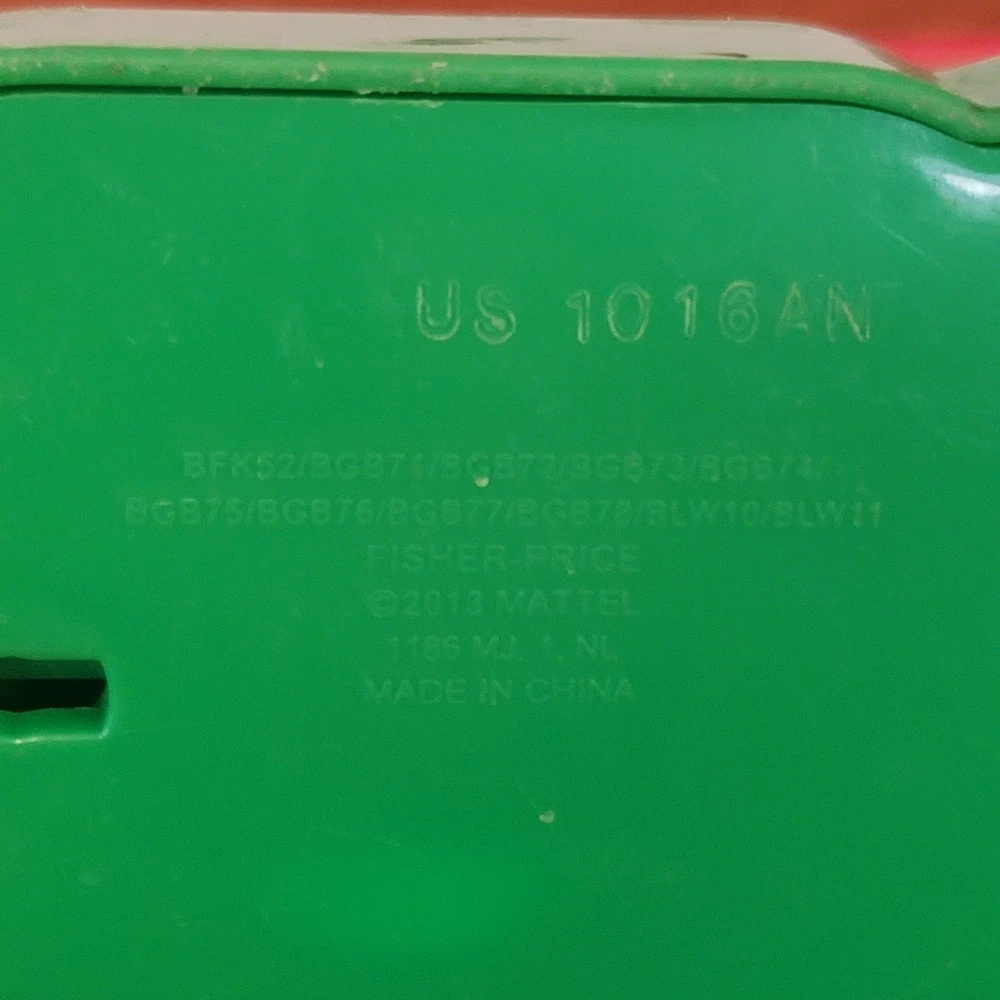 US 1016AN
BFK52/BGB71/BGB72/BGB73/BGB74/
BGB75/BGB76/BGB77/BGB78/BLW10/BLW11
FISHER-PRICE
©2013 MATTEL
1186 MJ, 1, NL
MADE IN CHINA